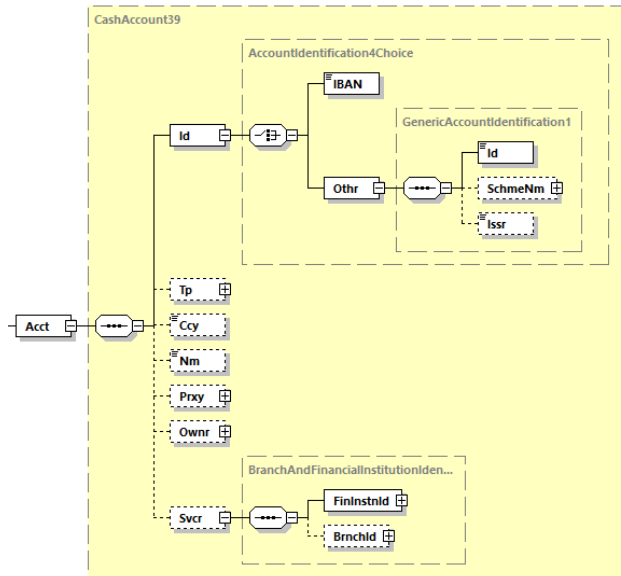 CashAccount39
AccountIdentification4Choice
IBAN
GenericAccountIdentification1
Id
Id
Othr
SchmeNm
Issr
Tp
Acct
Ccy
Nm
Prxy
Ownr
BranchAndFinancialInstitutionIden...
FinInstnId
Svcr
BrnchId